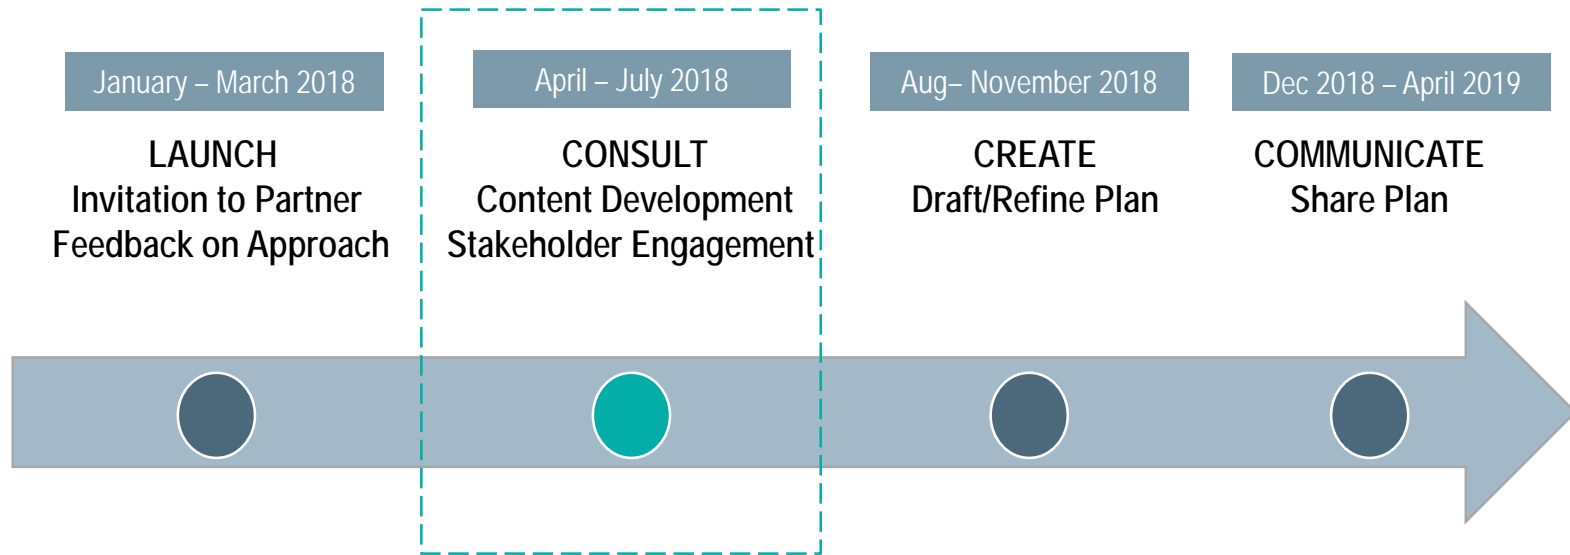 January – March 2018
LAUNCH
Invitation to Partner
Feedback on Approach
April – July 2018
CONSULT
Content Development
Stakeholder Engagement
Aug– November 2018
CREATE
Draft/Refine Plan
Dec 2018 – April 2019
COMMUNICATE
Share Plan